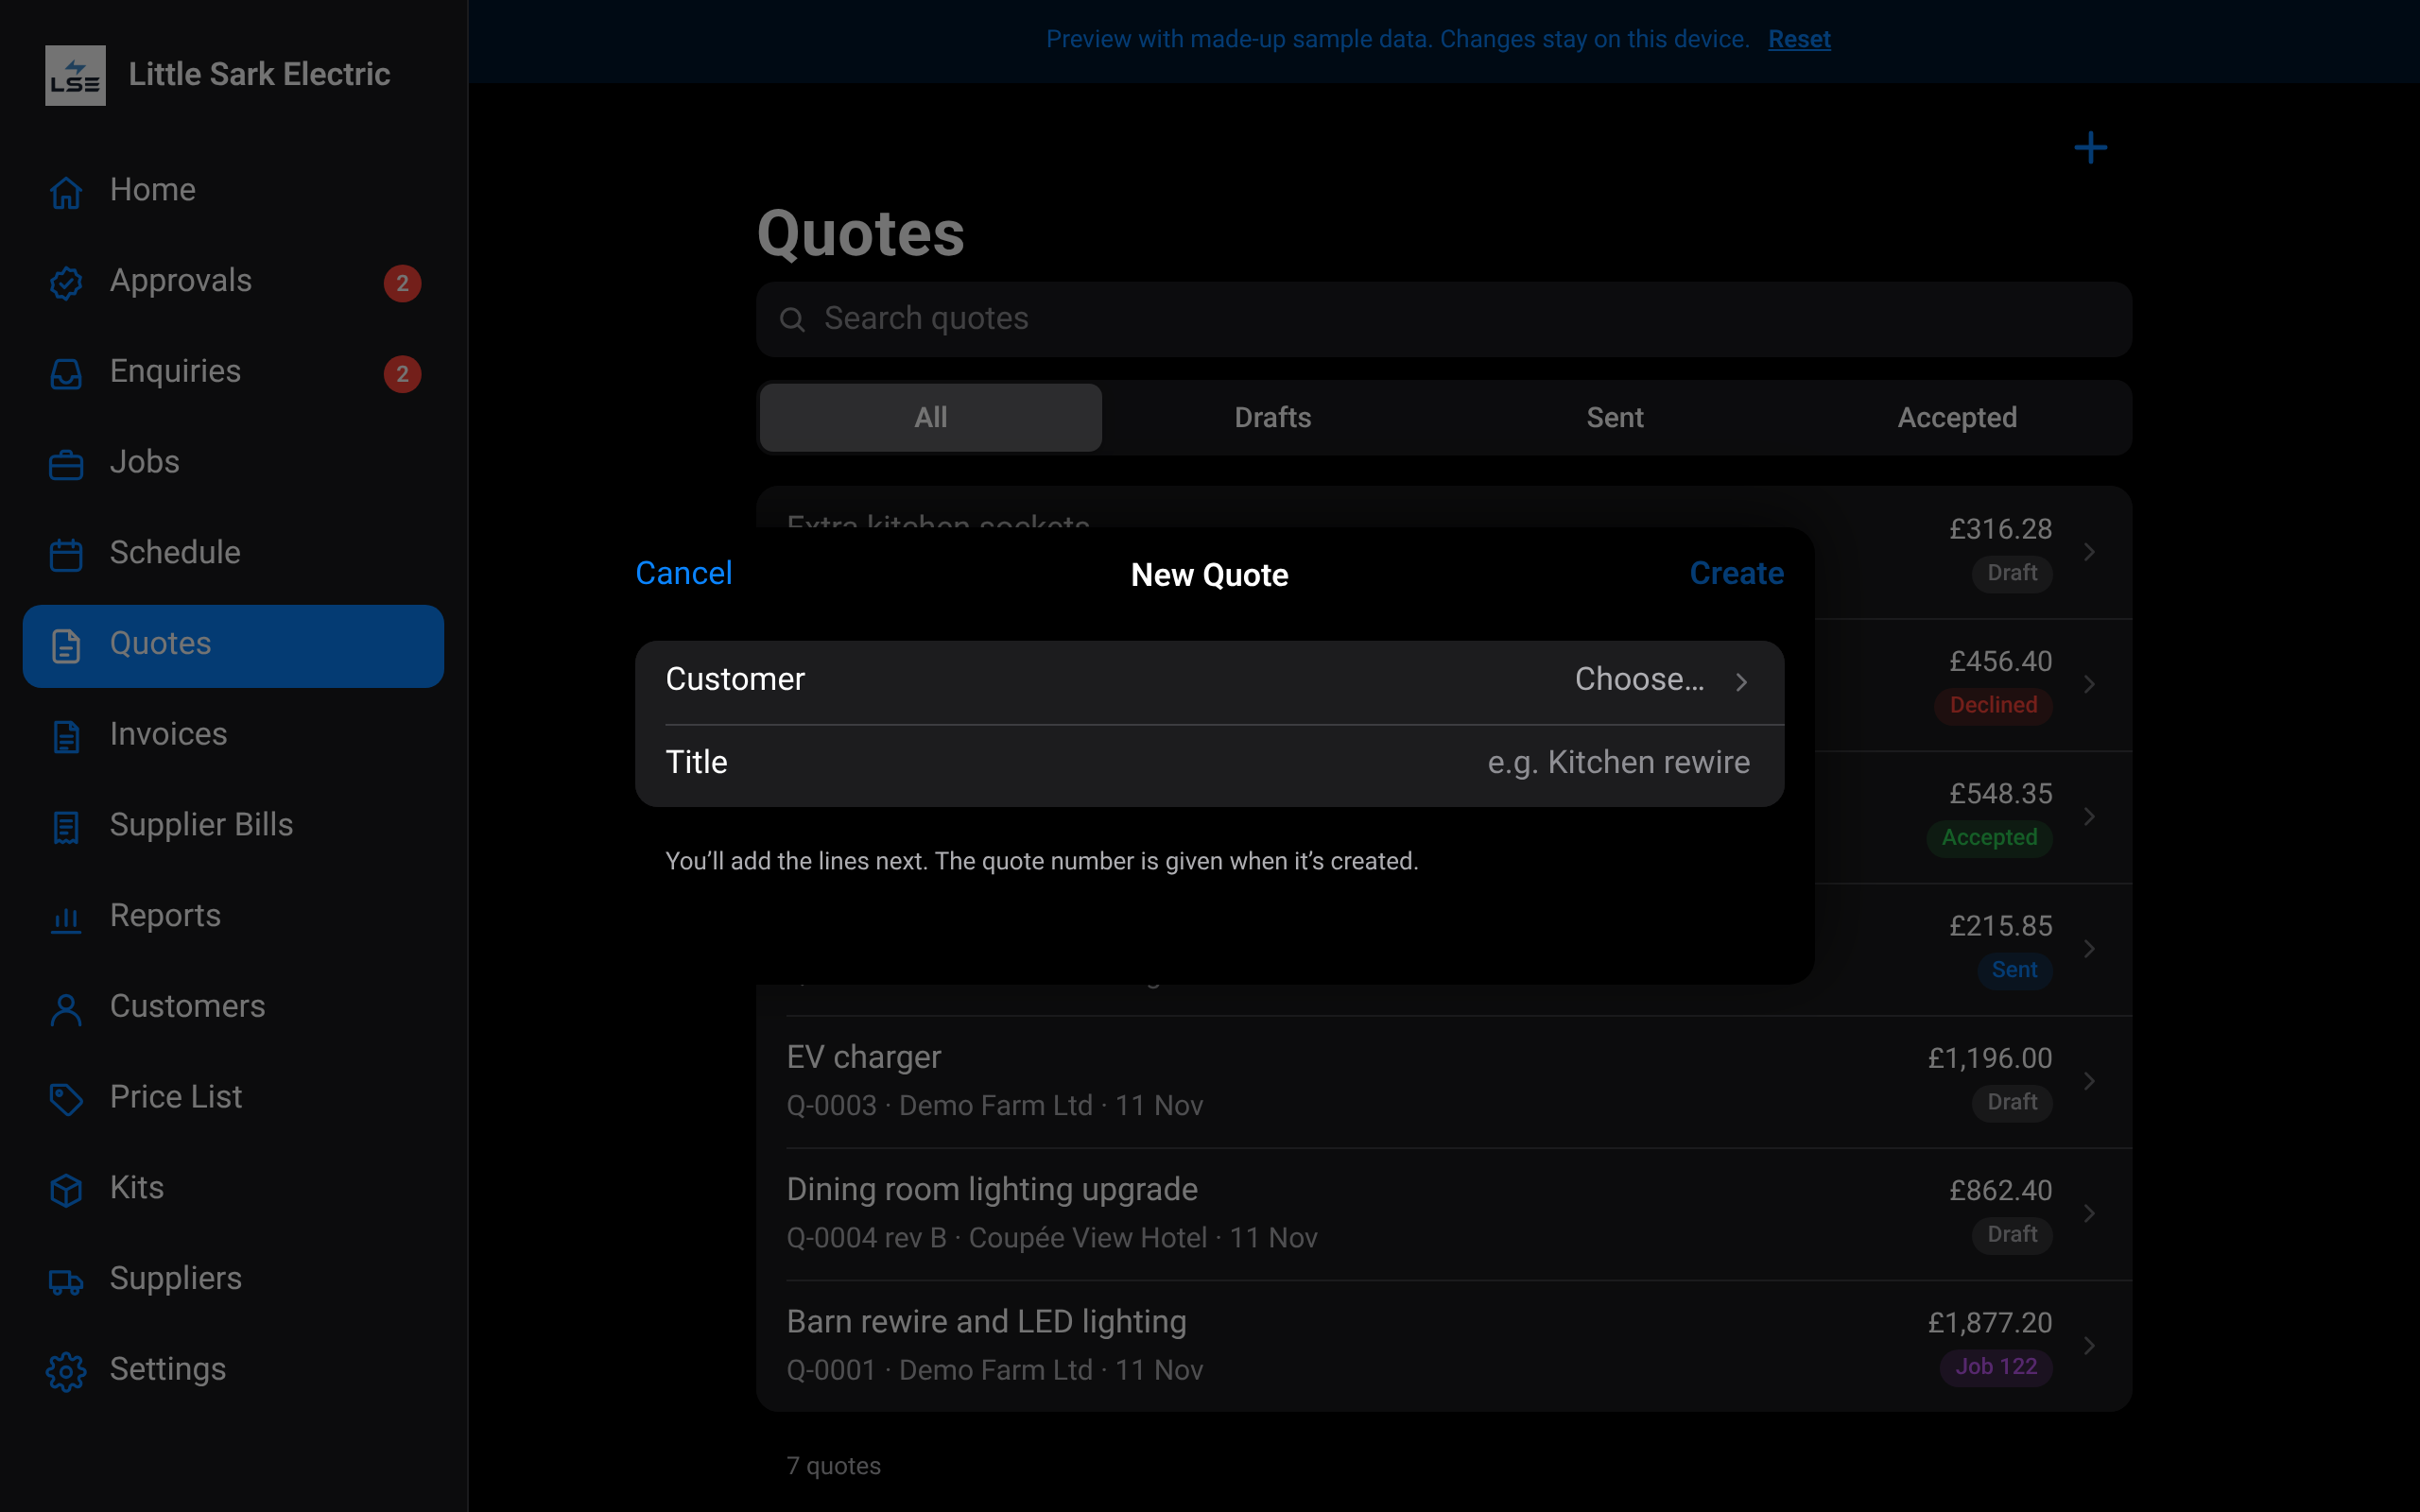 LSE
Little Sark Electric
Home
Approvals 2
Enquiries 2
Jobs
Schedule
Quotes
Invoices
Supplier Bills
Reports
Customers
Price List
Kits
Suppliers
Settings
Preview with made-up sample data. Changes stay on this device. Reset
Quotes
Search quotes
All Drafts Sent Accepted
Extra kitchen sockets
£316.28
Draft
£456.40
Declined
£548.35
Accepted
£215.85
Sent
Cancel New Quote Create
Customer Choose...
Title e.g. Kitchen rewire
You’ll add the lines next. The quote number is given when it’s created.
EV charger £1,196.00
Q-0003 · Demo Farm Ltd · 11 Nov Draft
Dining room lighting upgrade £862.40
Q-0004 rev B · Coupée View Hotel · 11 Nov Draft
Barn rewire and LED lighting £1,877.20
Q-0001 · Demo Farm Ltd · 11 Nov Job 122
7 quotes